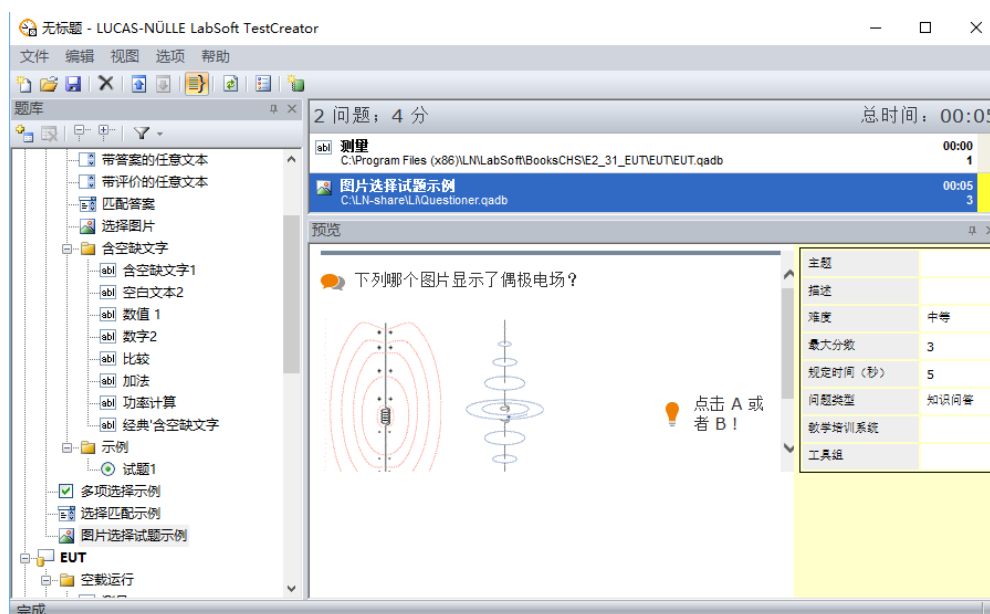 无标题 - LUCAS-NÜLLE LabSoft TestCreator
文件 编辑 视图 选项 帮助
题库
2 问题；4 分
总时间：00:05
带答案的任意文本
带评价的任意文本
匹配答案
选择图片
含空缺文字
abl 含空缺文字1
abl 空白文本2
abl 数值 1
abl 数字2
abl 比较
abl 加法
abl 功率计算
abl 经典'含空缺文字
示例
试题1
多项选择示例
选择匹配示例
图片选择试题示例
EUT
空载运行
abl 测量 00:00
C:\Program Files (x86)\LN\LabSoft\BooksCHS\E2_31_EUT\EUT\EUT.qadb 1
图片选择试题示例 00:05
C:\LN-share\LI\Questioner.qadb 3
预览
下列哪个图片显示了偶极电场？
点击 A 或
者 B！
主题
描述
难度 中等
最大分数 3
规定时间（秒） 5
问题类型 知识问答
教学培训系统
工具组
完成